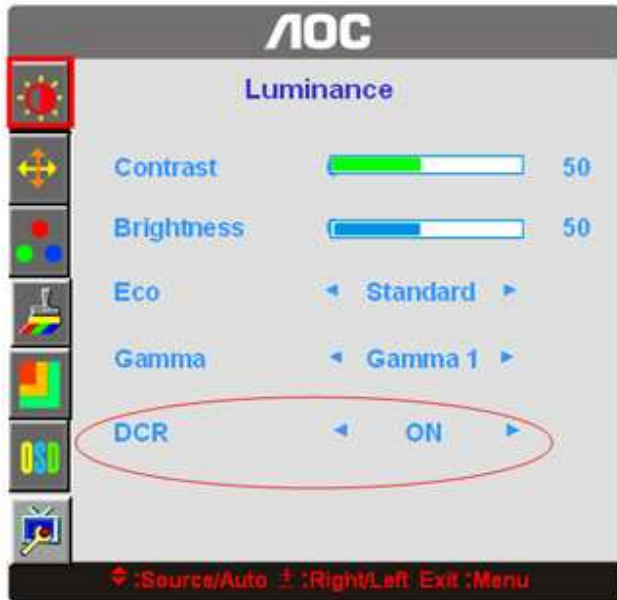 AOC
Luminance
Contrast 50
Brightness 50
Eco Standard
Gamma Gamma 1
DCR ON
OSD
:Source/Auto ± :Right/Left Exit :Menu